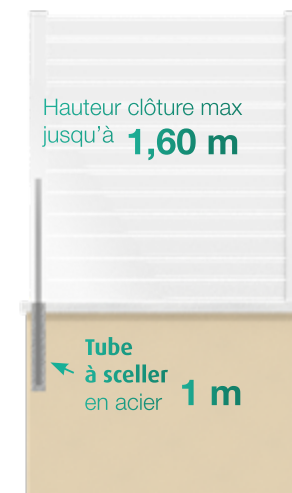 Hauteur clôture max
jusqu'à 1,60 m
Tube
à sceller
en acier 1 m